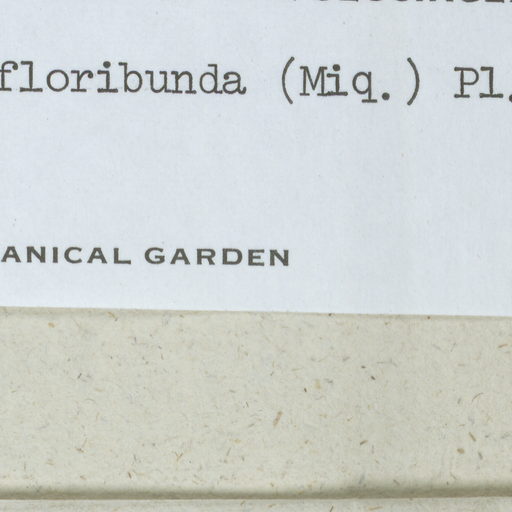 floribunda (Miq.) Pl.
ANICAL GARDEN